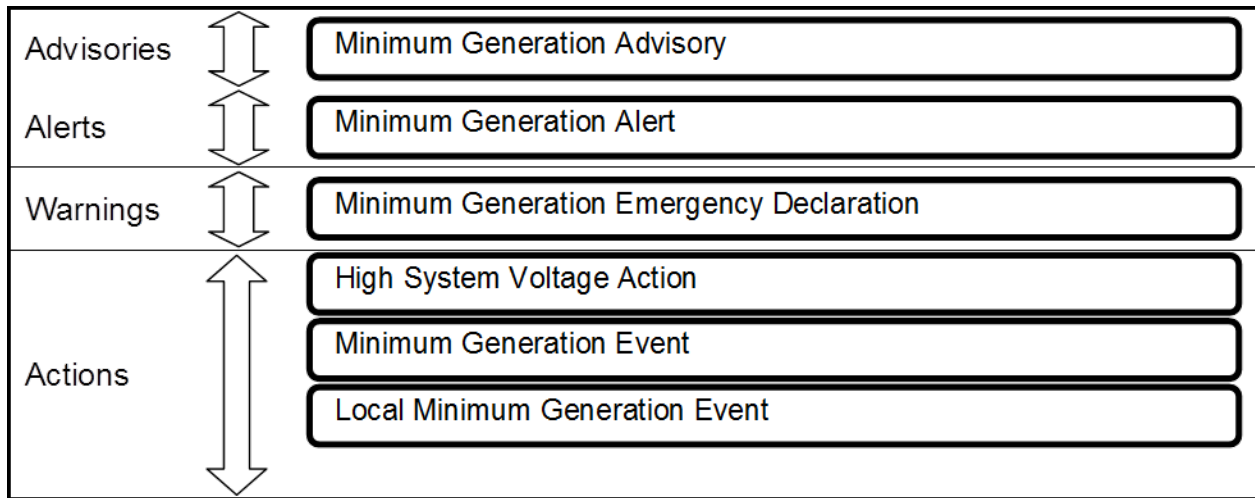 Advisories
Minimum Generation Advisory
Alerts
Minimum Generation Alert
Warnings
Minimum Generation Emergency Declaration
Actions
High System Voltage Action
Minimum Generation Event
Local Minimum Generation Event